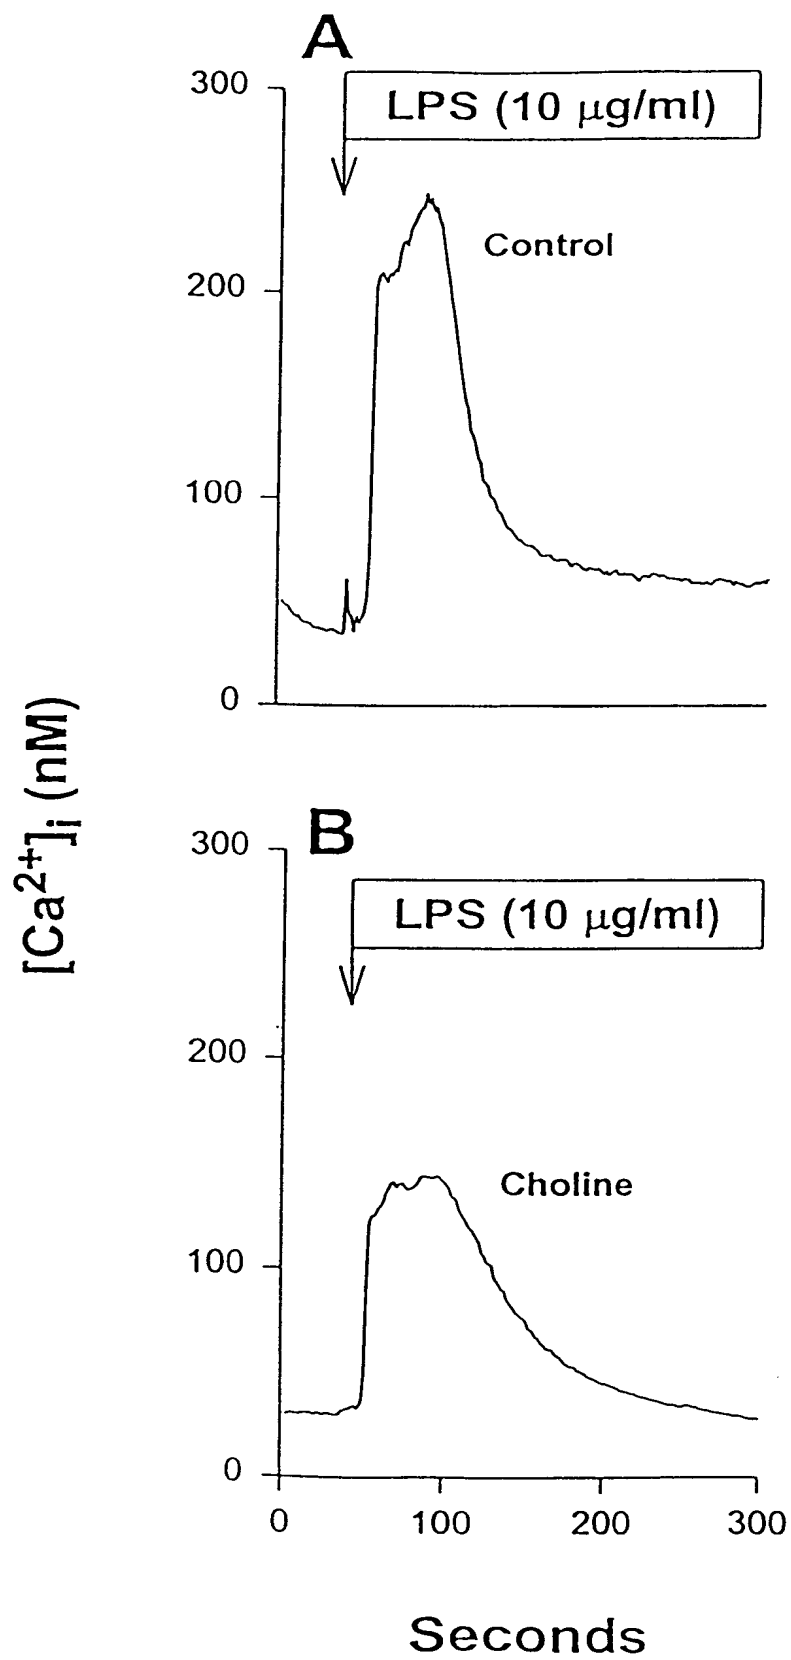 A
300
LPS (10 μg/ml)
Control
200
100
0
[Ca2+]i (nM)
B
300
LPS (10 μg/ml)
200
Choline
100
0
0 100 200 300
Seconds